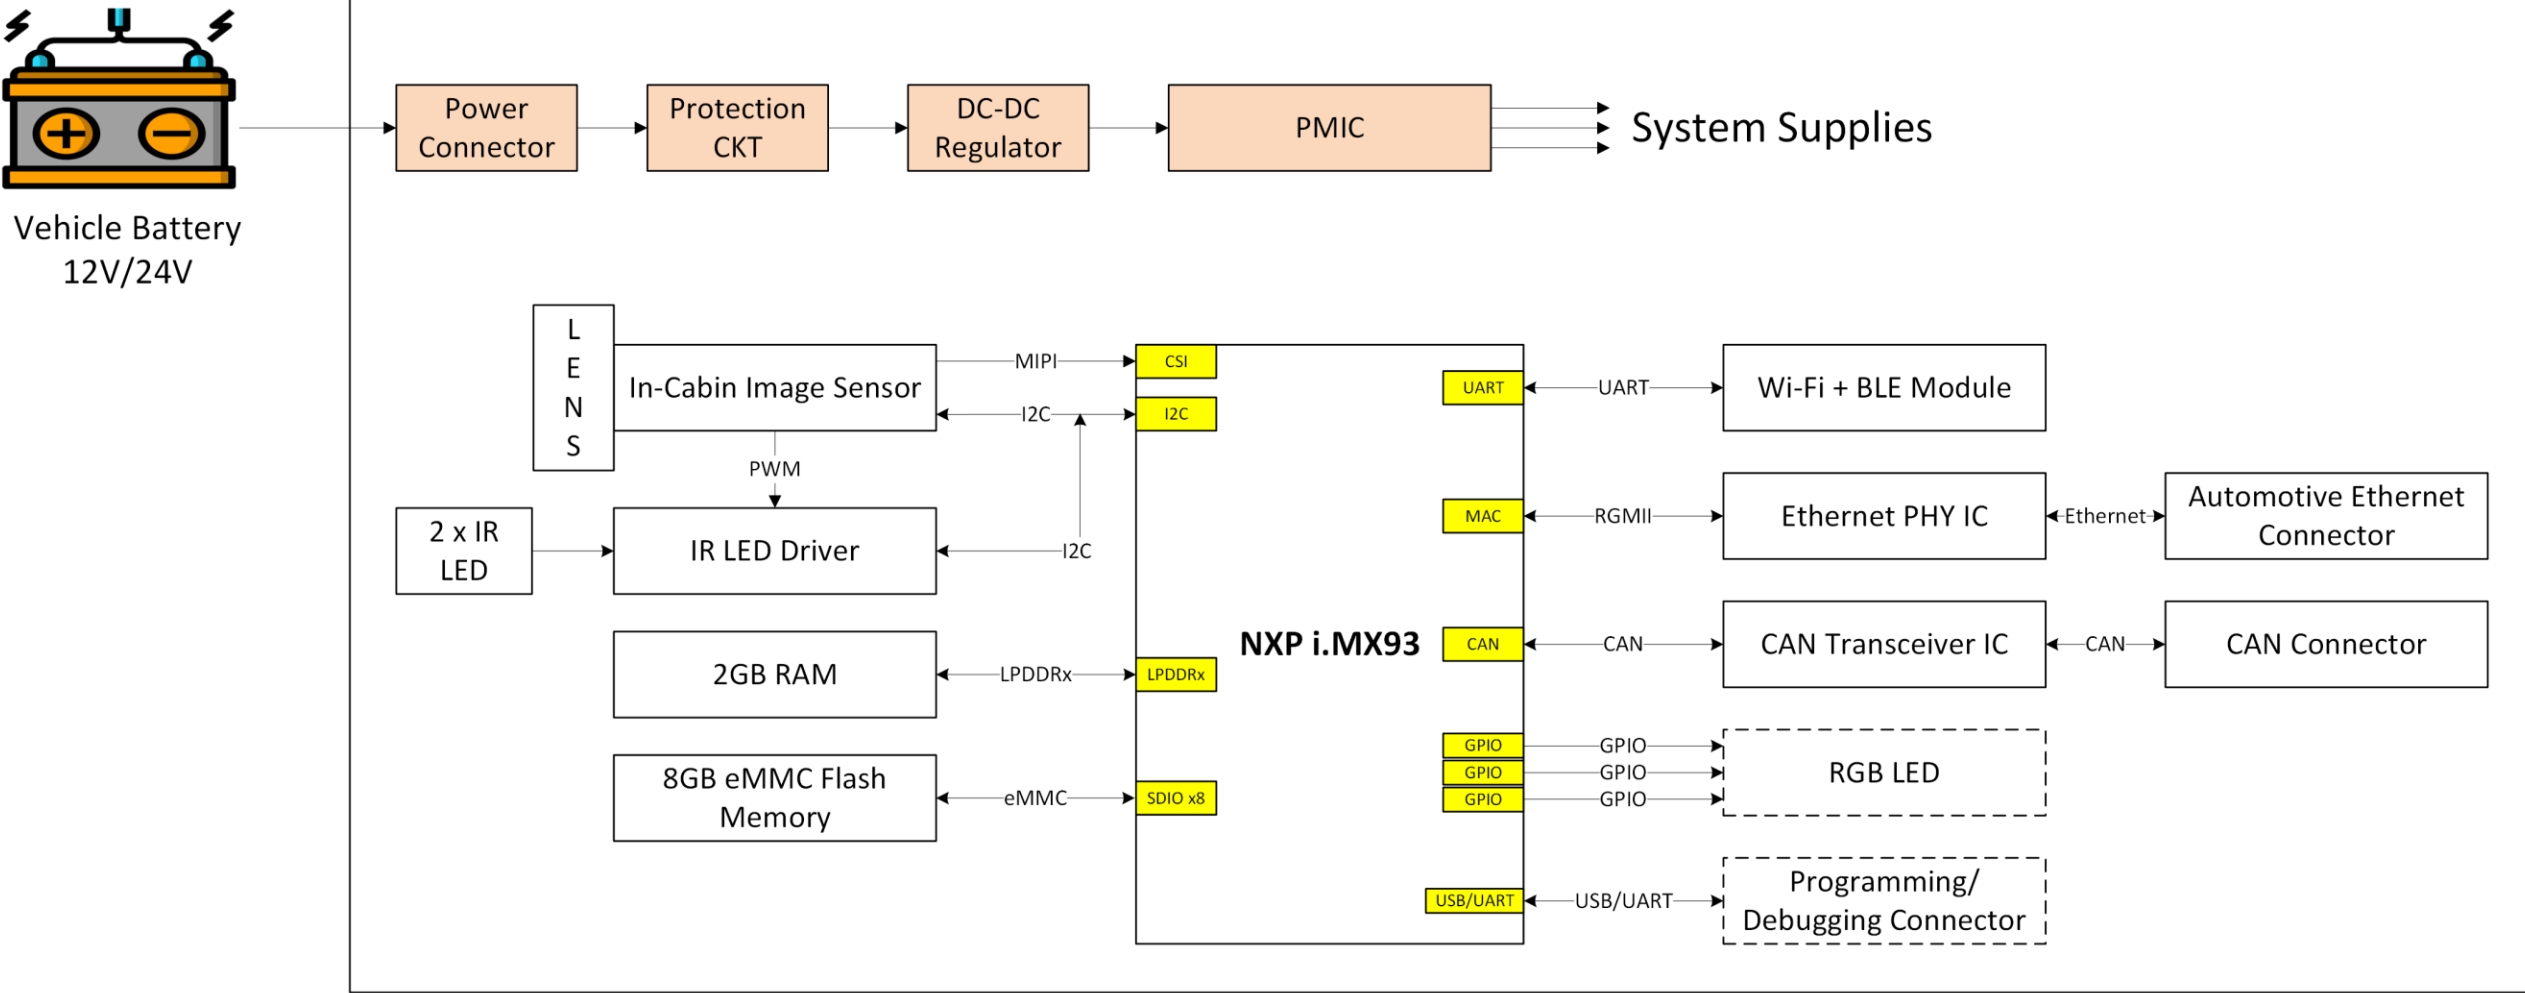 Power
Connector
Protection
CKT
DC-DC
Regulator
PMIC
System Supplies
Vehicle Battery
12V/24V
L
E
N
S
In-Cabin Image Sensor
MIPI
CSI
I2C
I2C
PWM
2 x IR
LED
IR LED Driver
I2C
2GB RAM
LPDDRx
LPDDRx
8GB eMMC Flash
Memory
eMMC
SDIO x8
NXP i.MX93
UART
UART
Wi-Fi + BLE Module
MAC
RGMII
Ethernet PHY IC
Ethernet
Automotive Ethernet
Connector
CAN
CAN
CAN Transceiver IC
CAN
CAN Connector
GPIO
GPIO
GPIO
GPIO
GPIO
GPIO
RGB LED
USB/UART
USB/UART
Programming/
Debugging Connector